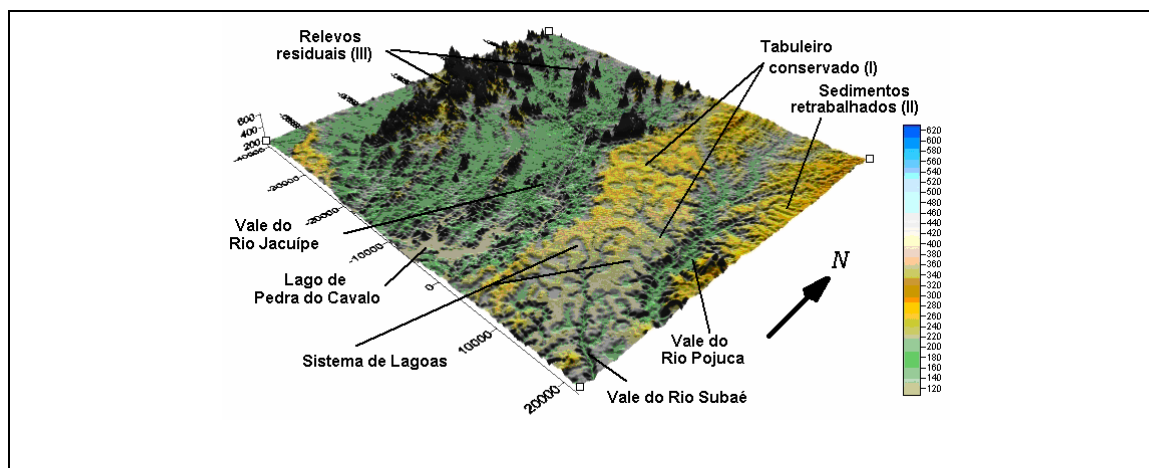 Relevos
residuais (III)
Tabuleiro
conservado (I)
Sedimentos
retrabalhados (II)
600
400
200
-40000
-30000
-20000
-10000
0
10000
20000
Vale do
Rio Jacuípe
Lago de
Pedra do Cavalo
Sistema de Lagoas
Vale do
Rio Pojuca
Vale do Rio Subaé
N
620
600
580
560
540
520
500
480
460
440
420
400
380
360
340
320
300
280
260
240
220
200
180
160
140
120